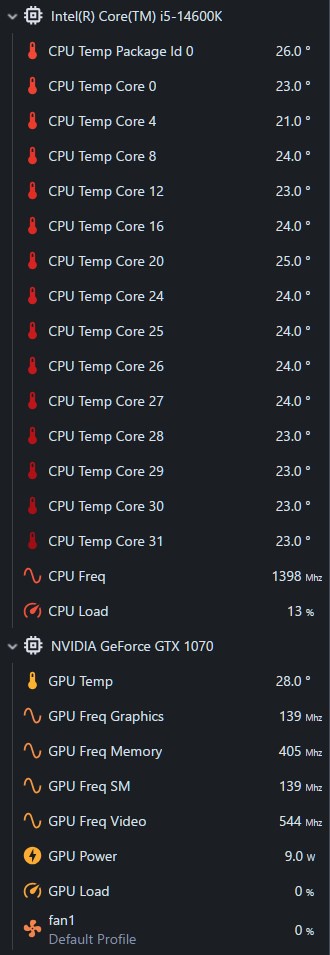 Intel(R) Core(TM) i5-14600K
CPU Temp Package Id 0 26.0 °
CPU Temp Core 0 23.0 °
CPU Temp Core 4 21.0 °
CPU Temp Core 8 24.0 °
CPU Temp Core 12 23.0 °
CPU Temp Core 16 24.0 °
CPU Temp Core 20 25.0 °
CPU Temp Core 24 24.0 °
CPU Temp Core 25 24.0 °
CPU Temp Core 26 24.0 °
CPU Temp Core 27 24.0 °
CPU Temp Core 28 23.0 °
CPU Temp Core 29 23.0 °
CPU Temp Core 30 23.0 °
CPU Temp Core 31 23.0 °
CPU Freq 1398 Mhz
CPU Load 13 %
NVIDIA GeForce GTX 1070
GPU Temp 28.0 °
GPU Freq Graphics 139 Mhz
GPU Freq Memory 405 Mhz
GPU Freq SM 139 Mhz
GPU Freq Video 544 Mhz
GPU Power 9.0 W
GPU Load 0 %
fan1 0 %
Default Profile